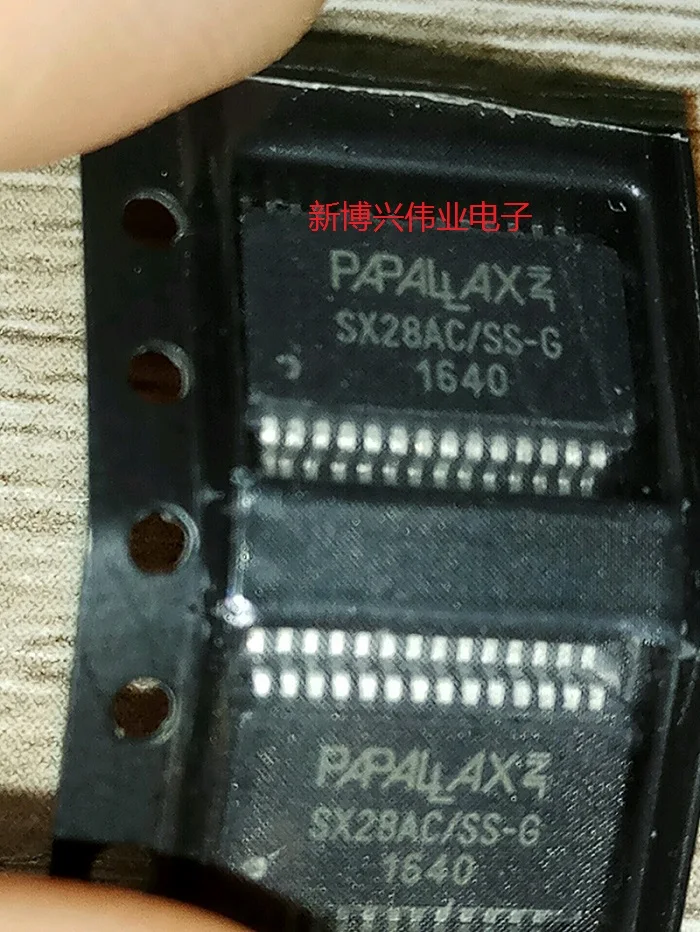 新博兴伟业电子
PARALLAX
SX28AC/SS-G
1640
PARALLAX
SX28AC/SS-G
1640